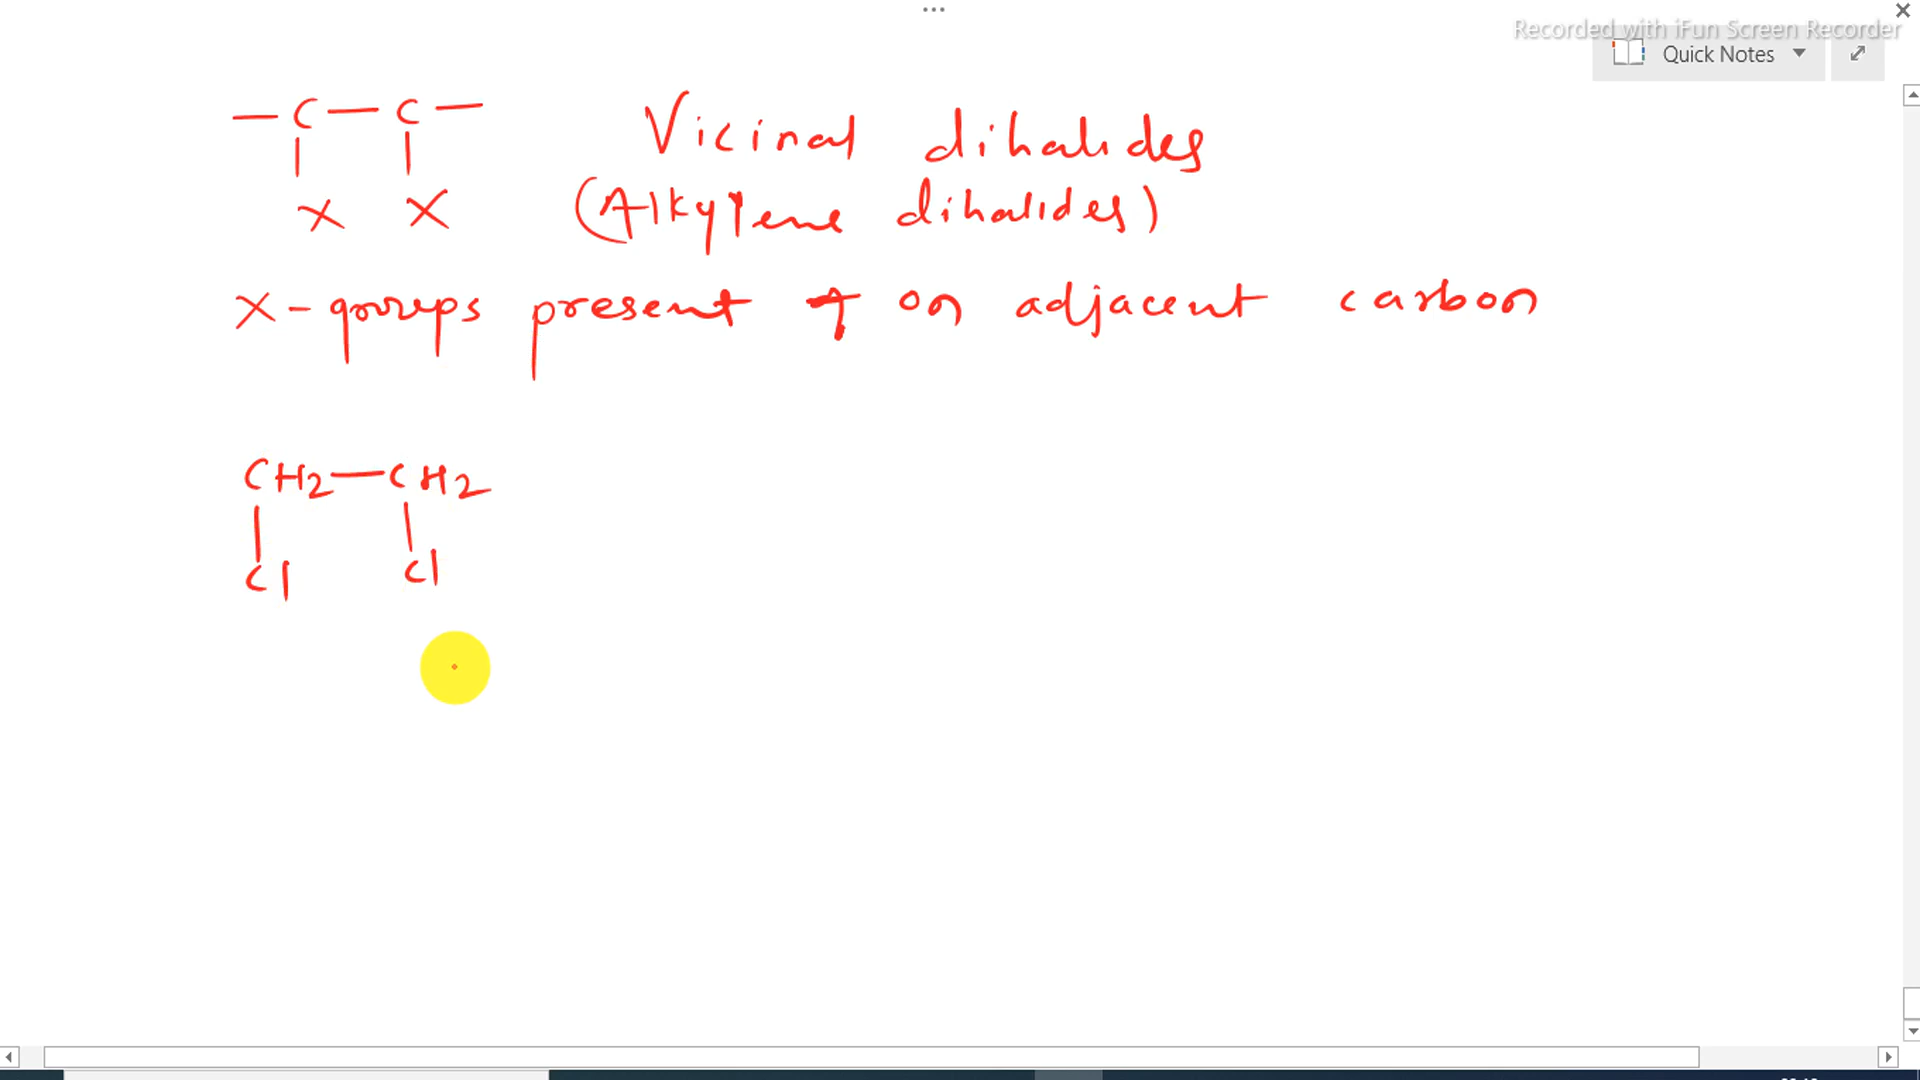 ...
Recorded with iFun Screen Recorder
Quick Notes
— C — C — Vicinal dihalides
X X (Alkylene dihalides)
X - groups present on adjacent carbon
CH2 — CH2
Cl Cl